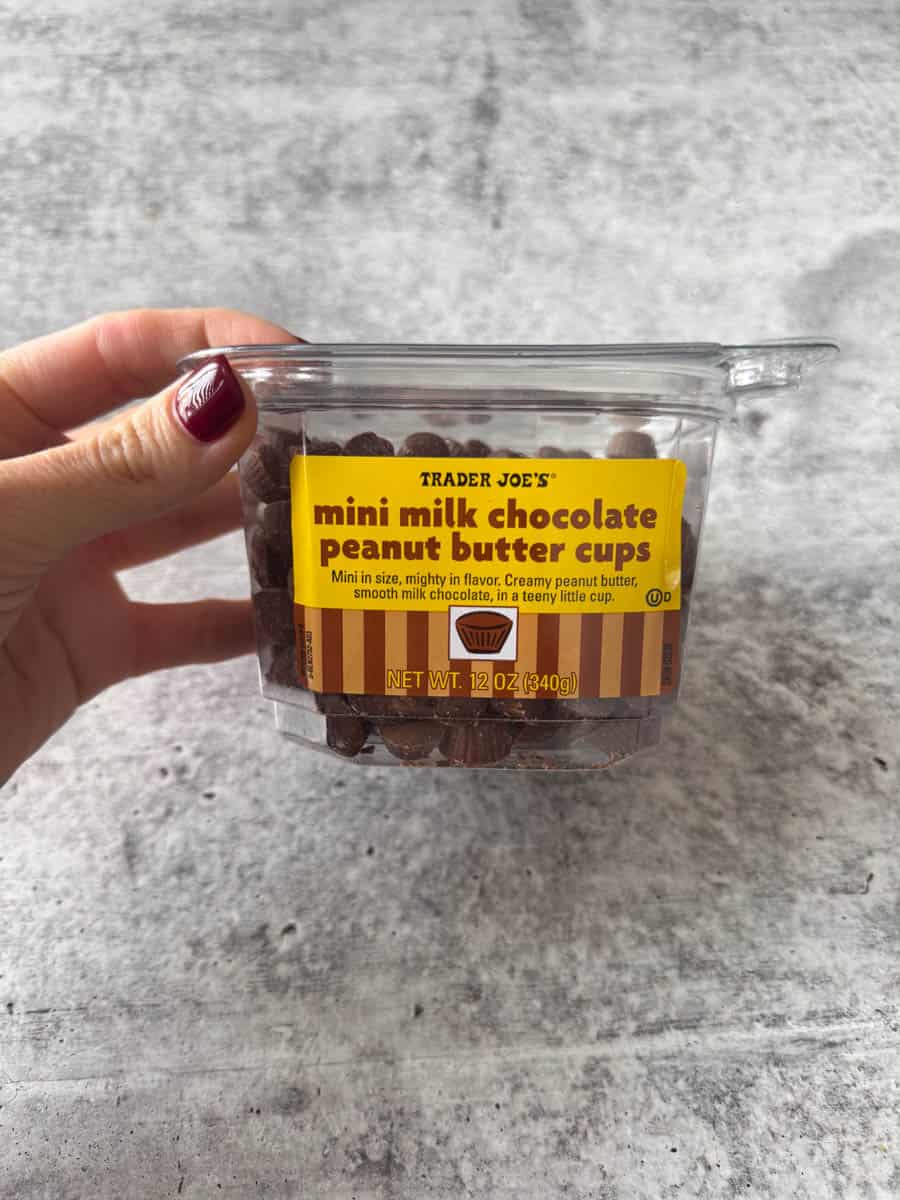 TRADER JOE'S®
mini milk chocolate
peanut butter cups
Mini in size, mighty in flavor. Creamy peanut butter,
smooth milk chocolate, in a teeny little cup.
U D
NET WT. 12 OZ (340g)